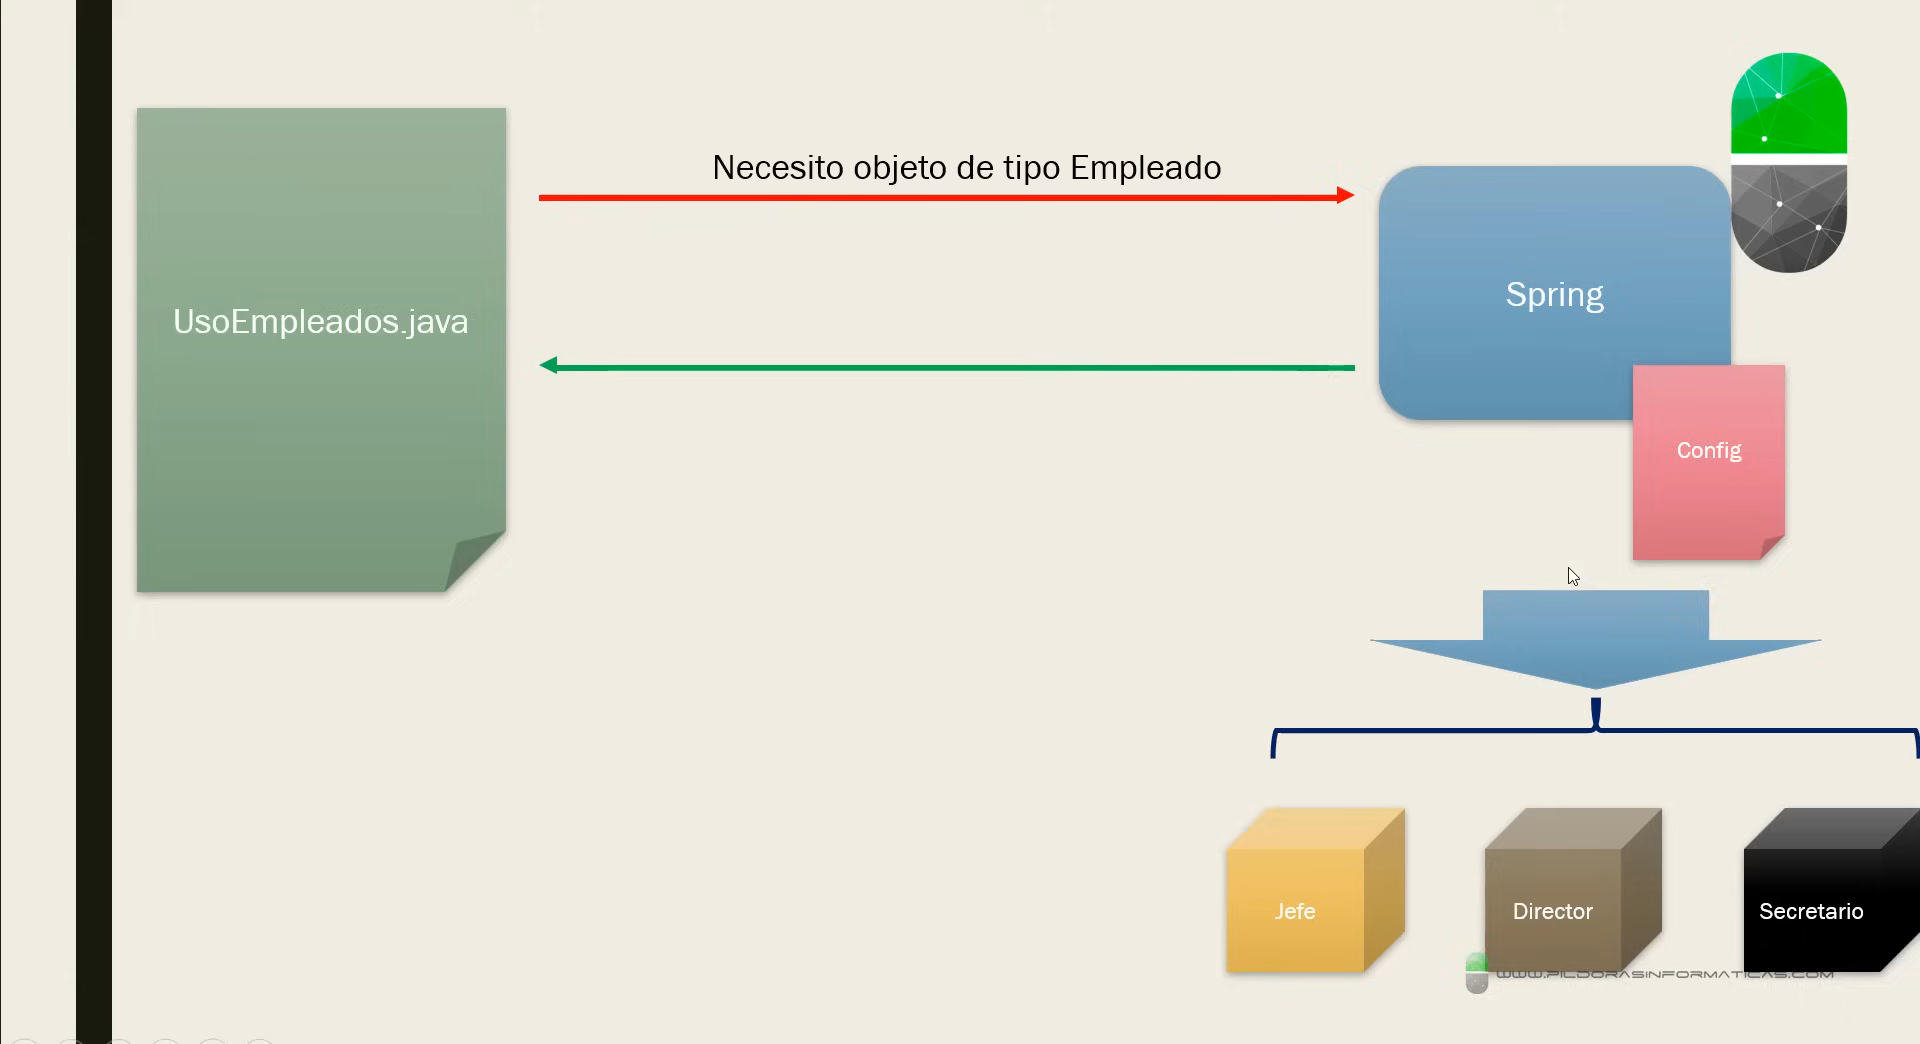 Necesito objeto de tipo Empleado
UsoEmpleados.java
Spring
Config
Jefe
Director
Secretario
WWW.PILDORASINFORMATICAS.COM